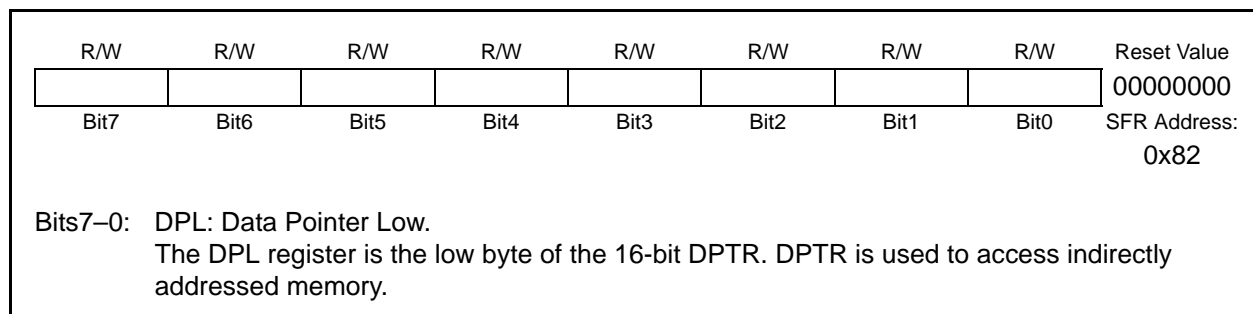 R/W R/W R/W R/W R/W R/W R/W R/W Reset Value
00000000
Bit7 Bit6 Bit5 Bit4 Bit3 Bit2 Bit1 Bit0 SFR Address:
0x82
Bits7–0: DPL: Data Pointer Low.
The DPL register is the low byte of the 16-bit DPTR. DPTR is used to access indirectly
addressed memory.